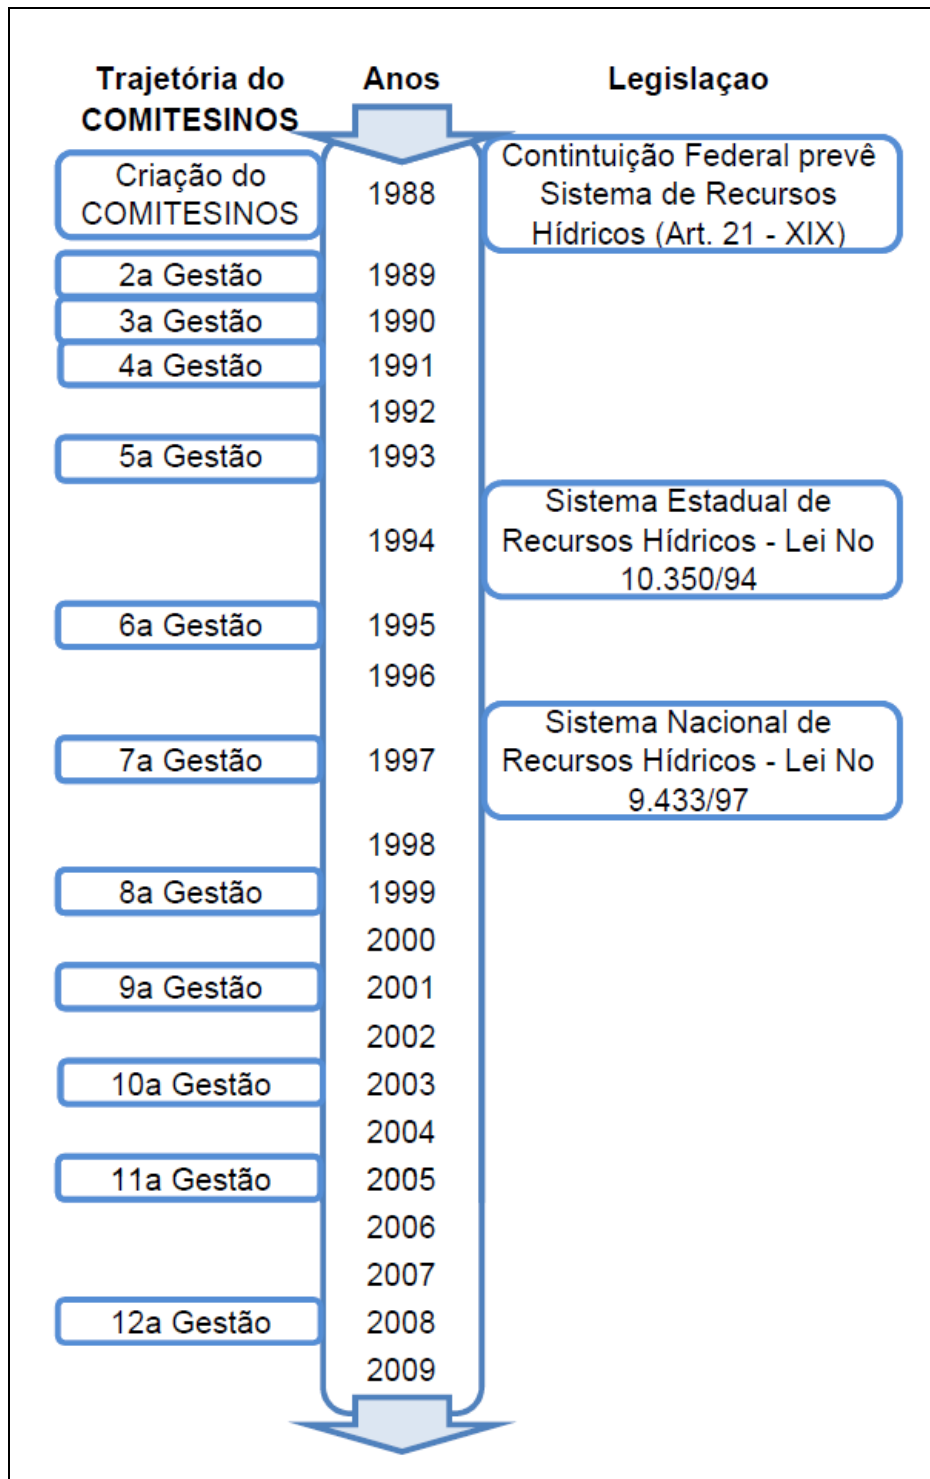 Trajetória do
COMITESINOS
Anos
Legislaçao
Criação do
COMITESINOS
1988
Contintuição Federal prevê
Sistema de Recursos
Hídricos (Art. 21 - XIX)
2a Gestão
1989
3a Gestão
1990
4a Gestão
1991
1992
5a Gestão
1993
1994
Sistema Estadual de
Recursos Hídricos - Lei No
10.350/94
6a Gestão
1995
1996
7a Gestão
1997
Sistema Nacional de
Recursos Hídricos - Lei No
9.433/97
1998
8a Gestão
1999
2000
9a Gestão
2001
2002
10a Gestão
2003
2004
11a Gestão
2005
2006
2007
12a Gestão
2008
2009